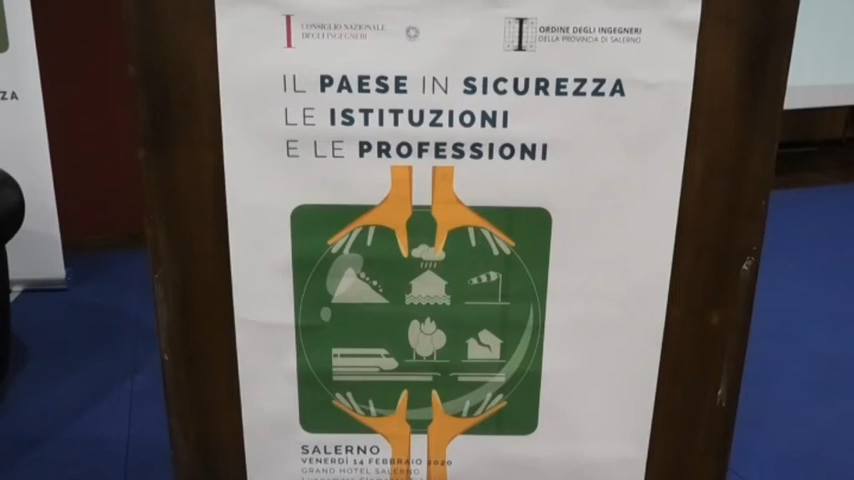 ZA
CONSIGLIO NAZIONALE
DEGLI INGEGNERI
ORDINE DEGLI INGEGNERI
DELLA PROVINCIA DI SALERNO
IL PAESE IN SICUREZZA
LE ISTITUZIONI
E LE PROFESSIONI
SALERNO
VENERDÌ 14 FEBBRAIO 2020
GRAND HOTEL SALERNO